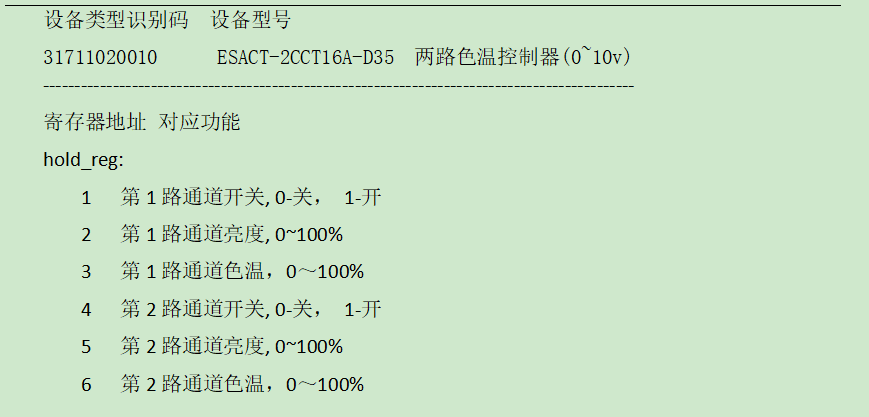 设备类型识别码 设备型号
31711020010 ESACT-2CCT16A-D35 两路色温控制器(0~10v)
----------------------------------------------------------------------------------------------
寄存器地址 对应功能
hold_reg:
1 第1路通道开关,0-关， 1-开
2 第1路通道亮度,0~100%
3 第1路通道色温，0～100%
4 第2路通道开关,0-关， 1-开
5 第2路通道亮度,0~100%
6 第2路通道色温，0～100%